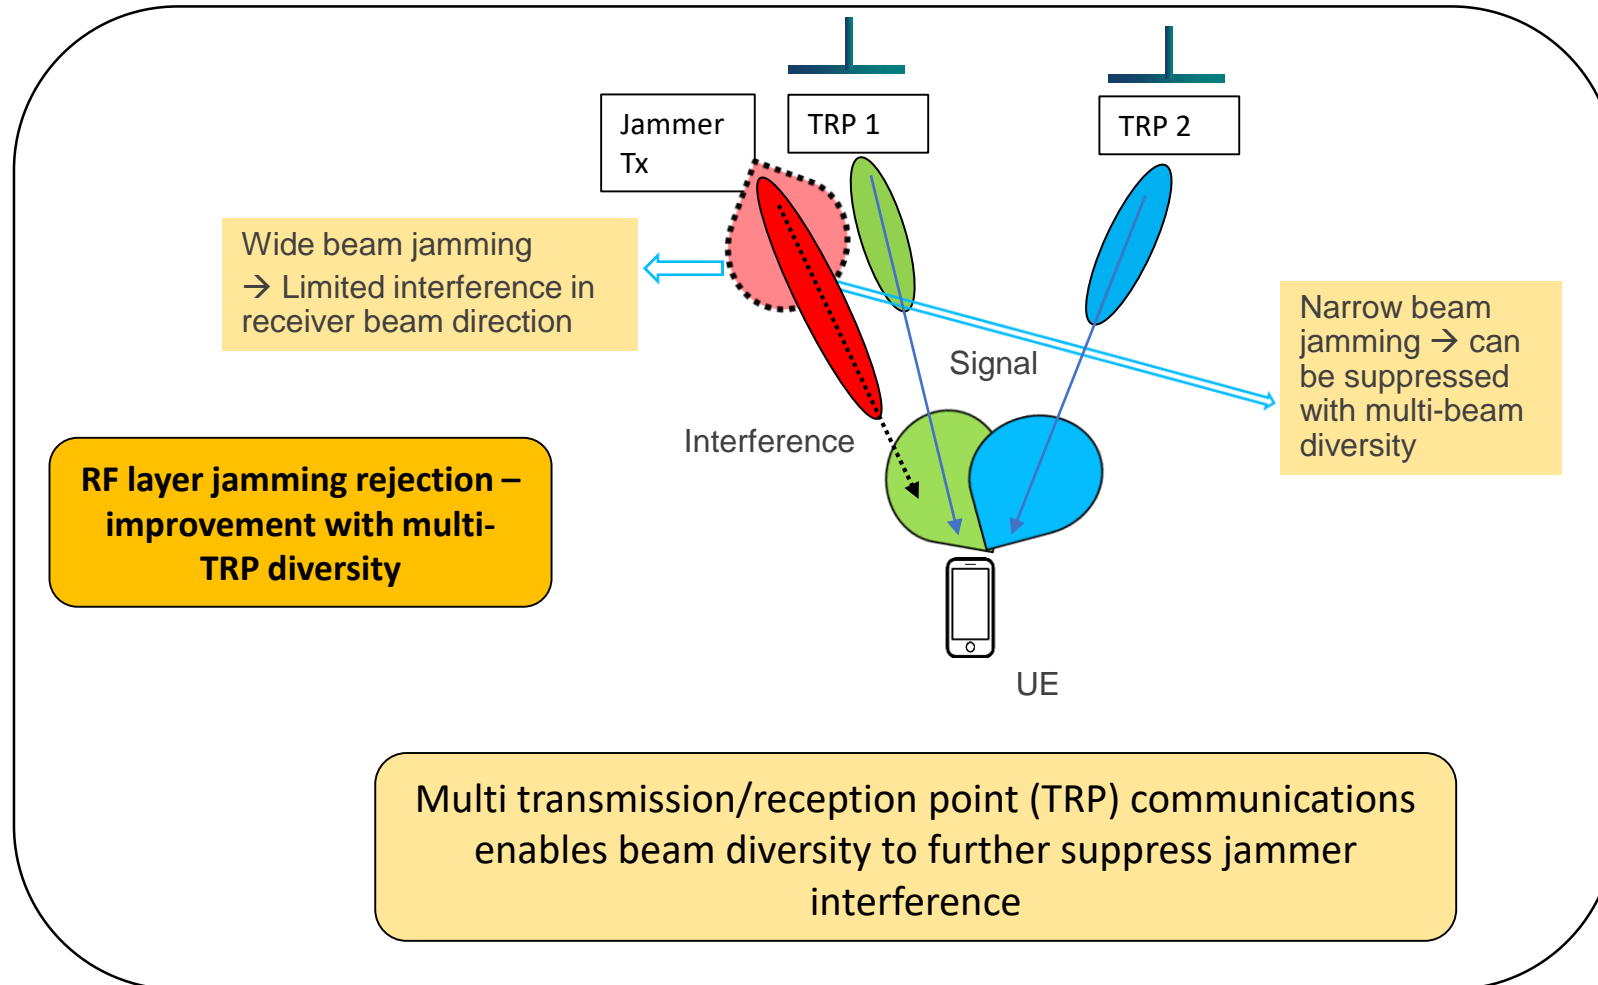 Jammer
Tx
TRP 1
TRP 2
Wide beam jamming
→ Limited interference in
receiver beam direction
Signal
Interference
Narrow beam
jamming → can
be suppressed
with multi-beam
diversity
RF layer jamming rejection –
improvement with multi-
TRP diversity
UE
Multi transmission/reception point (TRP) communications
enables beam diversity to further suppress jammer
interference